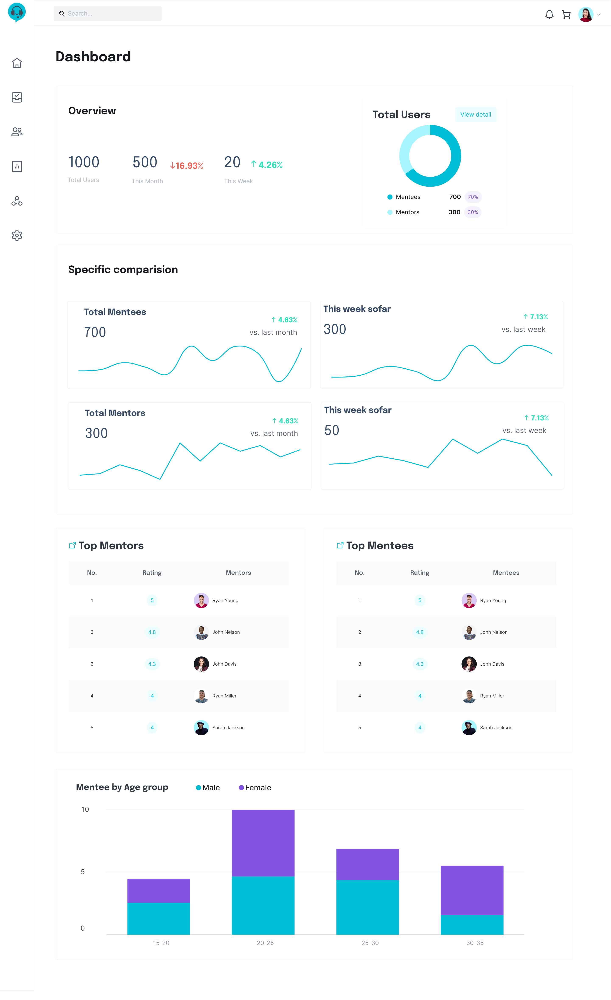 Search...
Dashboard
Overview
Total Users
View detail
1000
500
↓16.93%
20
↑ 4.26%
Total Users
This Month
This Week
Mentees 700 70%
Mentors 300 30%
Specific comparision
Total Mentees
↑ 4.63%
700
vs. last month
This week sofar
↑ 7.13%
300
vs. last week
Total Mentors
↑ 4.63%
300
vs. last month
This week sofar
↑ 7.13%
50
vs. last week
Top Mentors
No. Rating Mentors
1 5 Ryan Young
2 4.8 John Nelson
3 4.3 John Davis
4 4 Ryan Miller
5 4 Sarah Jackson
Top Mentees
No. Rating Mentees
1 5 Ryan Young
2 4.8 John Nelson
3 4.3 John Davis
4 4 Ryan Miller
5 4 Sarah Jackson
Mentee by Age group
Male
Female
10
5
0
15-20 20-25 25-30 30-35